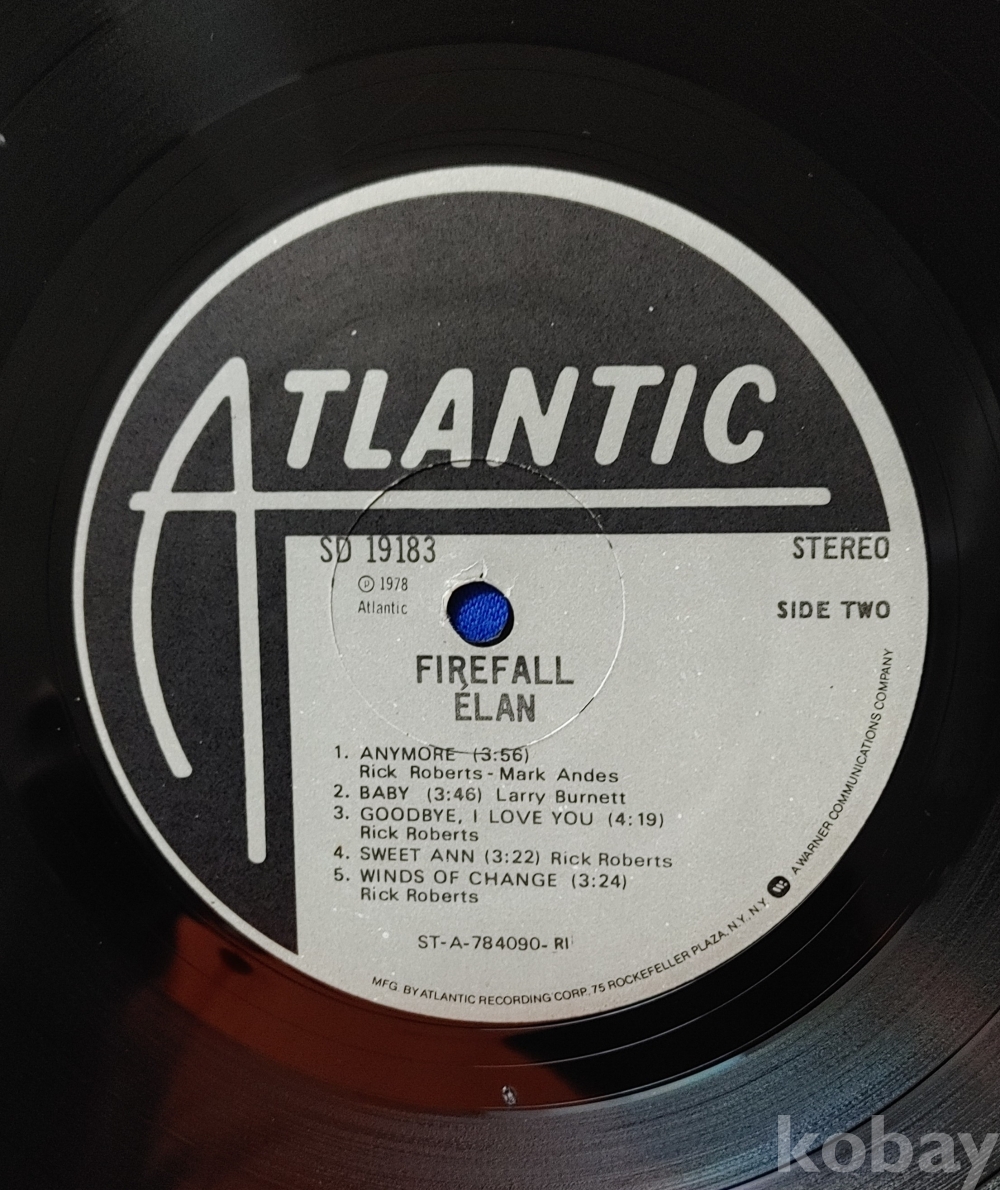 ATLANTIC
SD 19183
STEREO
℗ 1978
Atlantic
SIDE TWO
FIREFALL
ÉLAN
1. ANYMORE (3:56)
Rick Roberts - Mark Andes
2. BABY (3:46) Larry Burnett
3. GOODBYE, I LOVE YOU (4:19)
Rick Roberts
4. SWEET ANN (3:22) Rick Roberts
5. WINDS OF CHANGE (3:24)
Rick Roberts
ST-A-784090-RI
MFG. BY ATLANTIC RECORDING CORP., 75 ROCKEFELLER PLAZA, N.Y., N.Y. A WARNER COMMUNICATIONS COMPANY
kobay